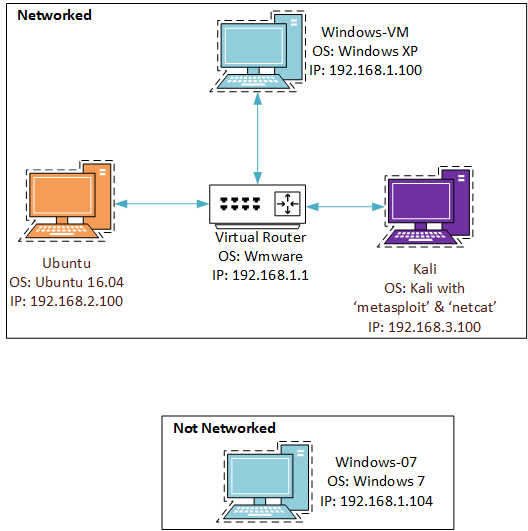 Networked
Windows-VM
OS: Windows XP
IP: 192.168.1.100
Ubuntu
OS: Ubuntu 16.04
IP: 192.168.2.100
Virtual Router
OS: Wmware
IP: 192.168.1.1
Kali
OS: Kali with
‘metasploit’ & ‘netcat’
IP: 192.168.3.100
Not Networked
Windows-07
OS: Windows 7
IP: 192.168.1.104